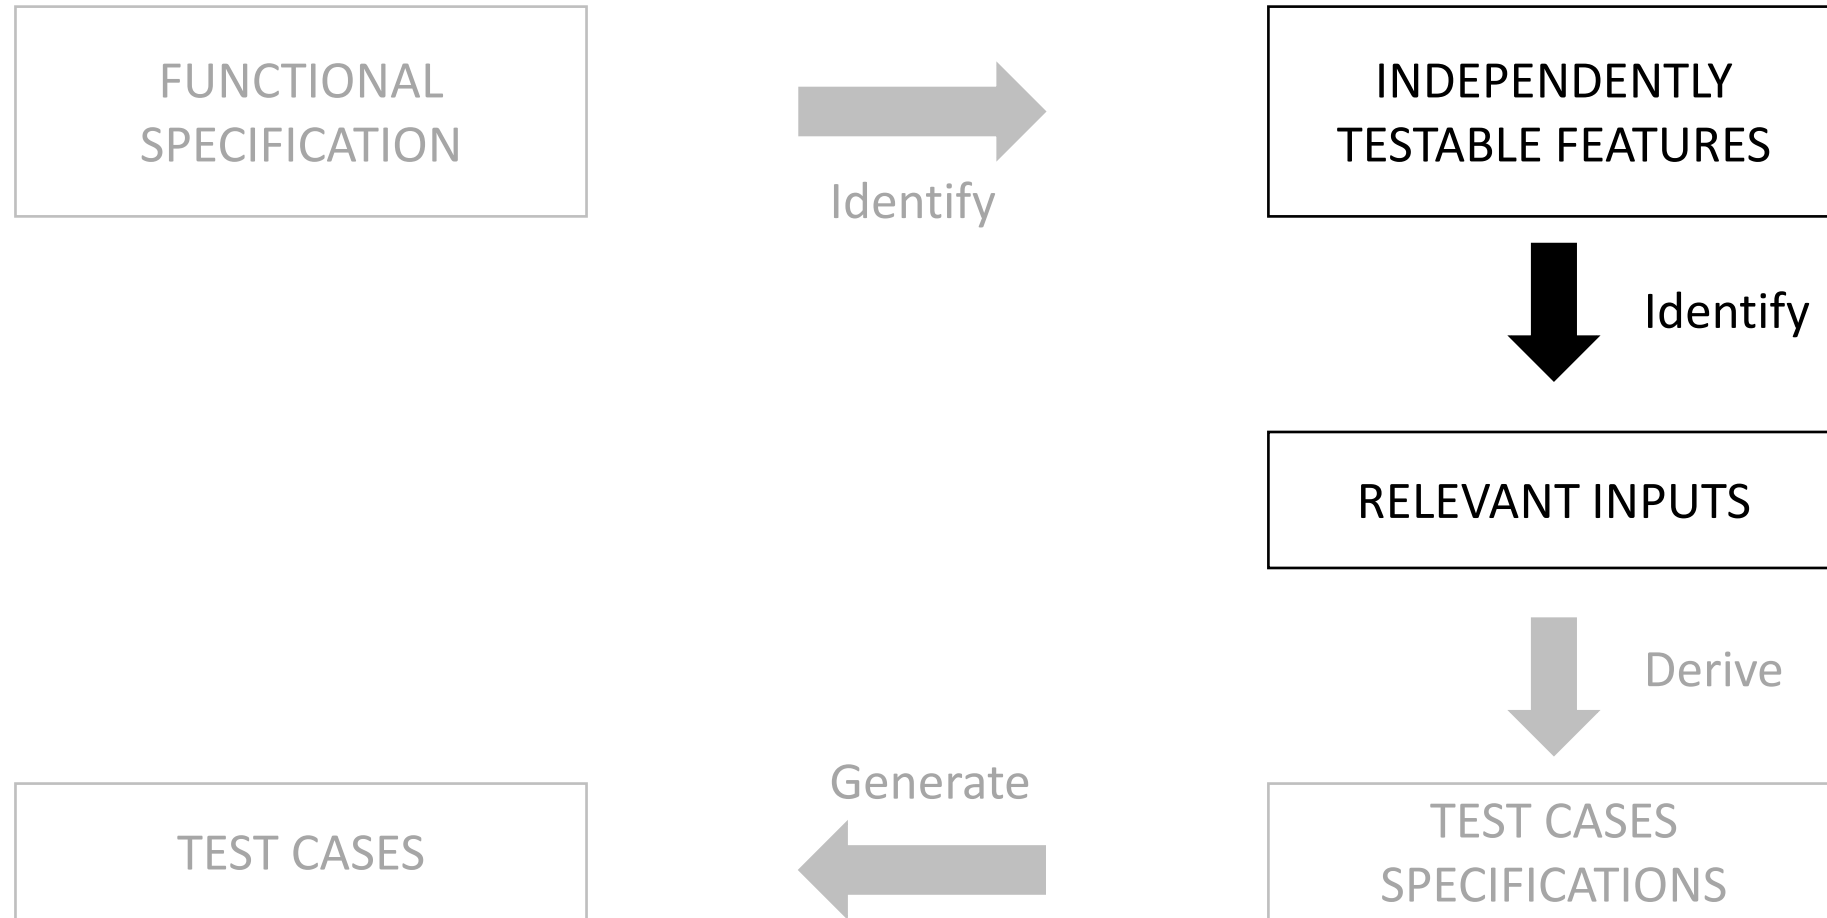 FUNCTIONAL
SPECIFICATION
Identify
INDEPENDENTLY
TESTABLE FEATURES
Identify
RELEVANT INPUTS
Derive
TEST CASES
SPECIFICATIONS
Generate
TEST CASES